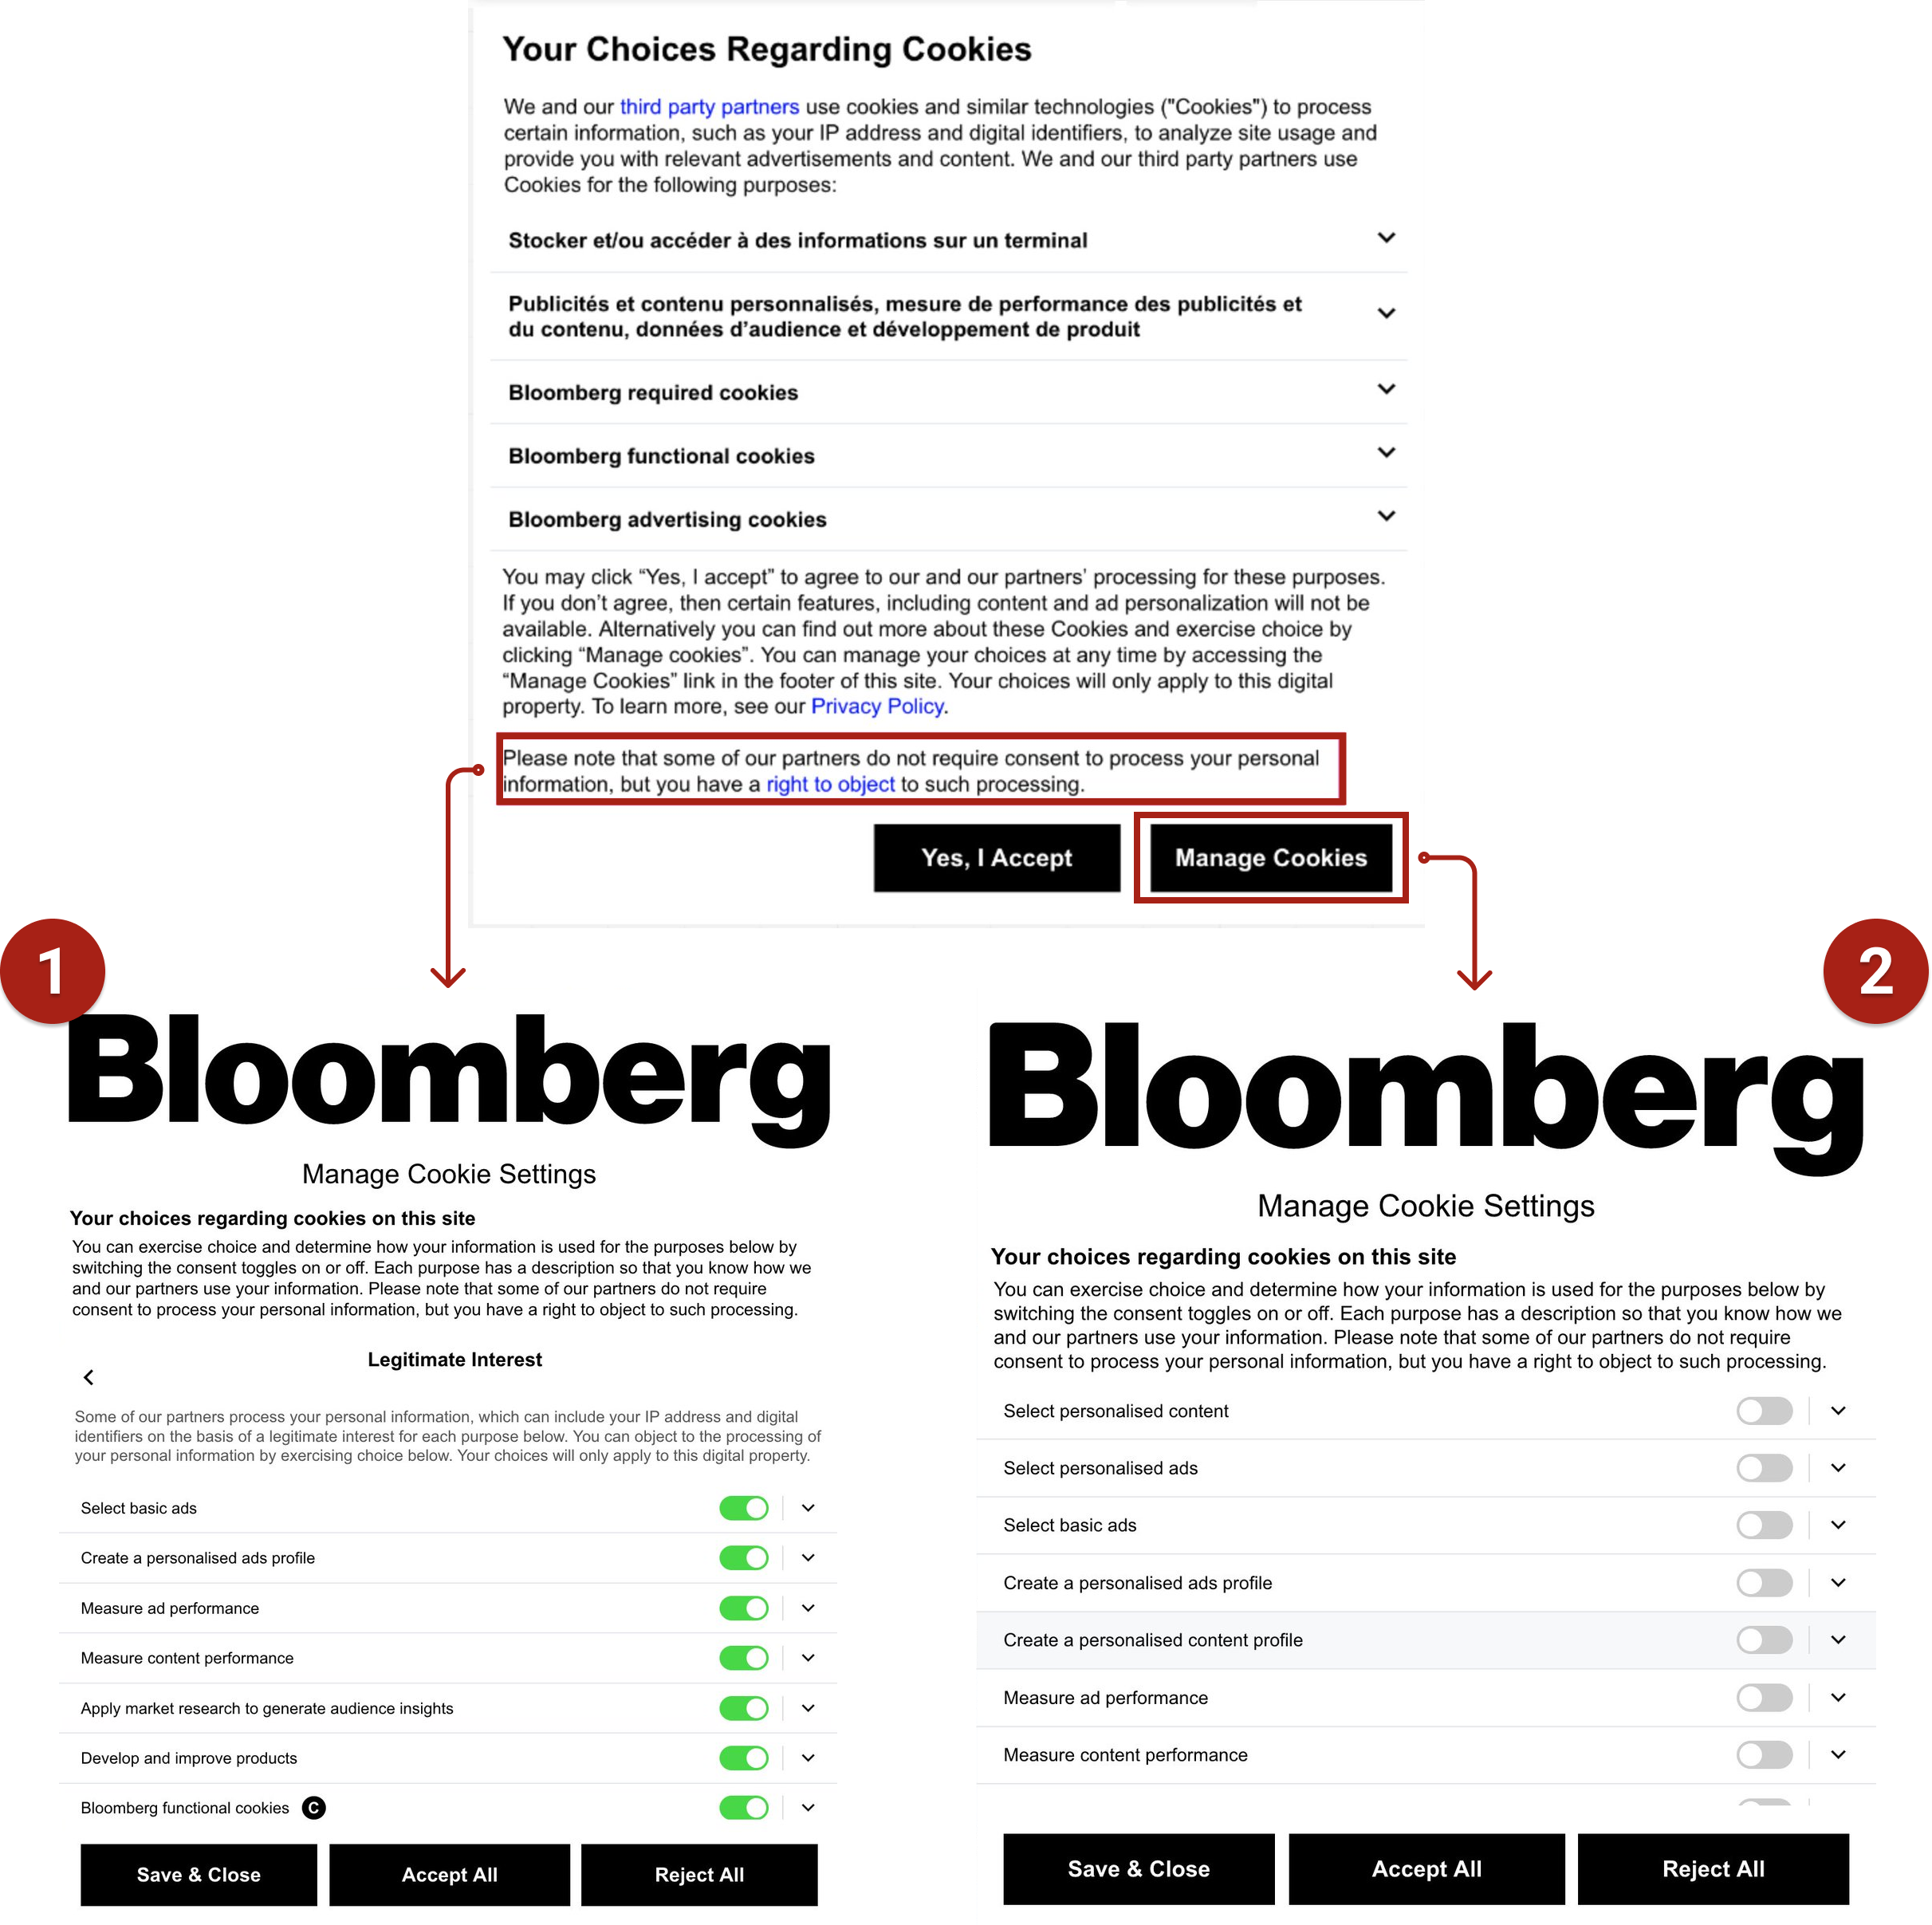 Your Choices Regarding Cookies
We and our third party partners use cookies and similar technologies ("Cookies") to process
certain information, such as your IP address and digital identifiers, to analyze site usage and
provide you with relevant advertisements and content. We and our third party partners use
Cookies for the following purposes:
Stocker et/ou accéder à des informations sur un terminal
Publicités et contenu personnalisés, mesure de performance des publicités et
du contenu, données d’audience et développement de produit
Bloomberg required cookies
Bloomberg functional cookies
Bloomberg advertising cookies
You may click “Yes, I accept” to agree to our and our partners’ processing for these purposes.
If you don’t agree, then certain features, including content and ad personalization will not be
available. Alternatively you can find out more about these Cookies and exercise choice by
clicking “Manage cookies”. You can manage your choices at any time by accessing the
“Manage Cookies” link in the footer of this site. Your choices will only apply to this digital
property. To learn more, see our Privacy Policy.
Please note that some of our partners do not require consent to process your personal
information, but you have a right to object to such processing.
Yes, I Accept
Manage Cookies
1
Bloomberg
Manage Cookie Settings
Your choices regarding cookies on this site
You can exercise choice and determine how your information is used for the purposes below by
switching the consent toggles on or off. Each purpose has a description so that you know how we
and our partners use your information. Please note that some of our partners do not require
consent to process your personal information, but you have a right to object to such processing.
Legitimate Interest
Some of our partners process your personal information, which can include your IP address and digital
identifiers on the basis of a legitimate interest for each purpose below. You can object to the processing of
your personal information by exercising choice below. Your choices will only apply to this digital property.
Select basic ads
Create a personalised ads profile
Measure ad performance
Measure content performance
Apply market research to generate audience insights
Develop and improve products
Bloomberg functional cookies C
Save & Close
Accept All
Reject All
2
Bloomberg
Manage Cookie Settings
Your choices regarding cookies on this site
You can exercise choice and determine how your information is used for the purposes below by
switching the consent toggles on or off. Each purpose has a description so that you know how we
and our partners use your information. Please note that some of our partners do not require
consent to process your personal information, but you have a right to object to such processing.
Select personalised content
Select personalised ads
Select basic ads
Create a personalised ads profile
Create a personalised content profile
Measure ad performance
Measure content performance
Save & Close
Accept All
Reject All